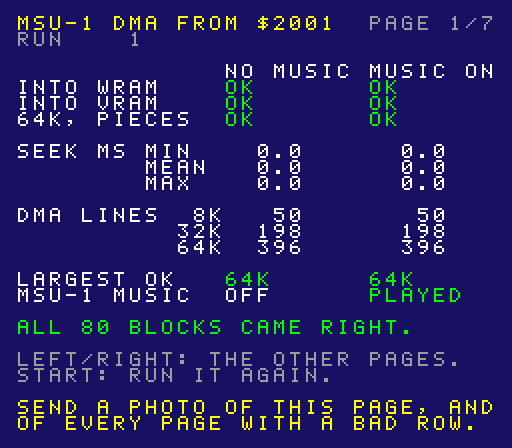 MSU-1 DMA FROM $2001  PAGE 1/7
RUN    1
NO MUSIC MUSIC ON
INTO WRAM    OK    OK
INTO VRAM    OK    OK
64K, PIECES  OK    OK
SEEK MS MIN    0.0    0.0
MEAN    0.0    0.0
MAX    0.0    0.0
DMA LINES  8K    50    50
32K    198    198
64K    396    396
LARGEST OK   64K    64K
MSU-1 MUSIC  OFF    PLAYED
ALL 80 BLOCKS CAME RIGHT.
LEFT/RIGHT: THE OTHER PAGES.
START: RUN IT AGAIN.
SEND A PHOTO OF THIS PAGE, AND
OF EVERY PAGE WITH A BAD ROW.